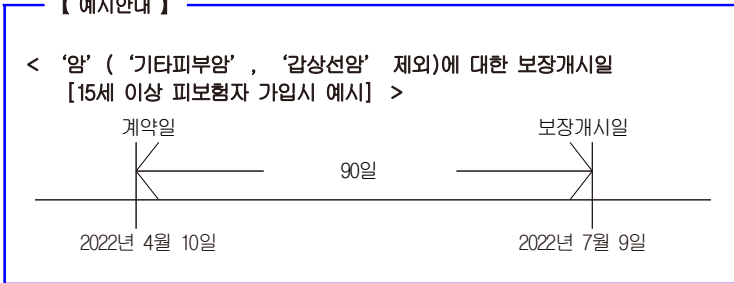 【 예시안내 】
< ‘암’ ( ‘기타피부암’ , ‘갑상선암’ 제외)에 대한 보장개시일
[15세 이상 피보험자 가입시 예시] >
계약일 보장개시일
90일
2022년 4월 10일 2022년 7월 9일